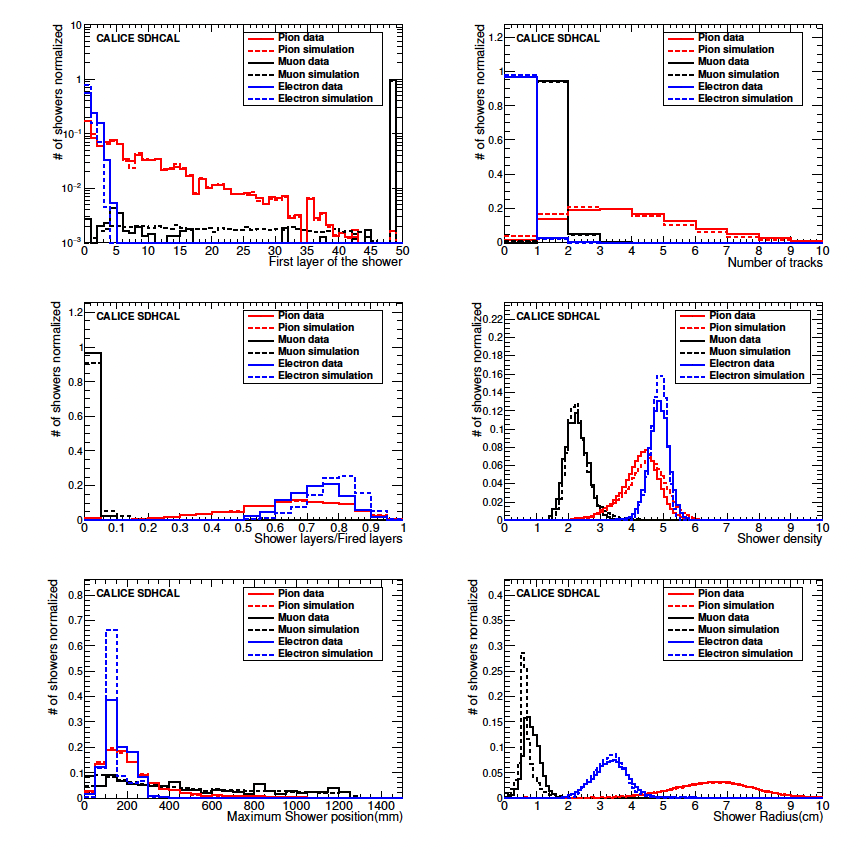 CALICE SDHCAL
Pion data
Pion simulation
Muon data
Muon simulation
Electron data
Electron simulation
# of showers normalized
10
1
10⁻¹
10⁻²
10⁻³
0 5 10 15 20 25 30 35 40 45 50
First layer of the shower
CALICE SDHCAL
Pion data
Pion simulation
Muon data
Muon simulation
Electron data
Electron simulation
# of showers normalized
1.2
1
0.8
0.6
0.4
0.2
0
0 1 2 3 4 5 6 7 8 9 10
Number of tracks
CALICE SDHCAL
Pion data
Pion simulation
Muon data
Muon simulation
Electron data
Electron simulation
# of showers normalized
1.2
1
0.8
0.6
0.4
0.2
0
0 0.1 0.2 0.3 0.4 0.5 0.6 0.7 0.8 0.9 1
Shower layers/Fired layers
CALICE SDHCAL
Pion data
Pion simulation
Muon data
Muon simulation
Electron data
Electron simulation
# of showers normalized
0.22
0.2
0.18
0.16
0.14
0.12
0.1
0.08
0.06
0.04
0.02
0
0 1 2 3 4 5 6 7 8 9 10
Shower density
CALICE SDHCAL
Pion data
Pion simulation
Muon data
Muon simulation
Electron data
Electron simulation
# of showers normalized
0.8
0.7
0.6
0.5
0.4
0.3
0.2
0.1
0
0 200 400 600 800 1000 1200 1400
Maximum Shower position(mm)
CALICE SDHCAL
Pion data
Pion simulation
Muon data
Muon simulation
Electron data
Electron simulation
# of showers normalized
0.4
0.35
0.3
0.25
0.2
0.15
0.1
0.05
0
0 1 2 3 4 5 6 7 8 9 10
Shower Radius(cm)